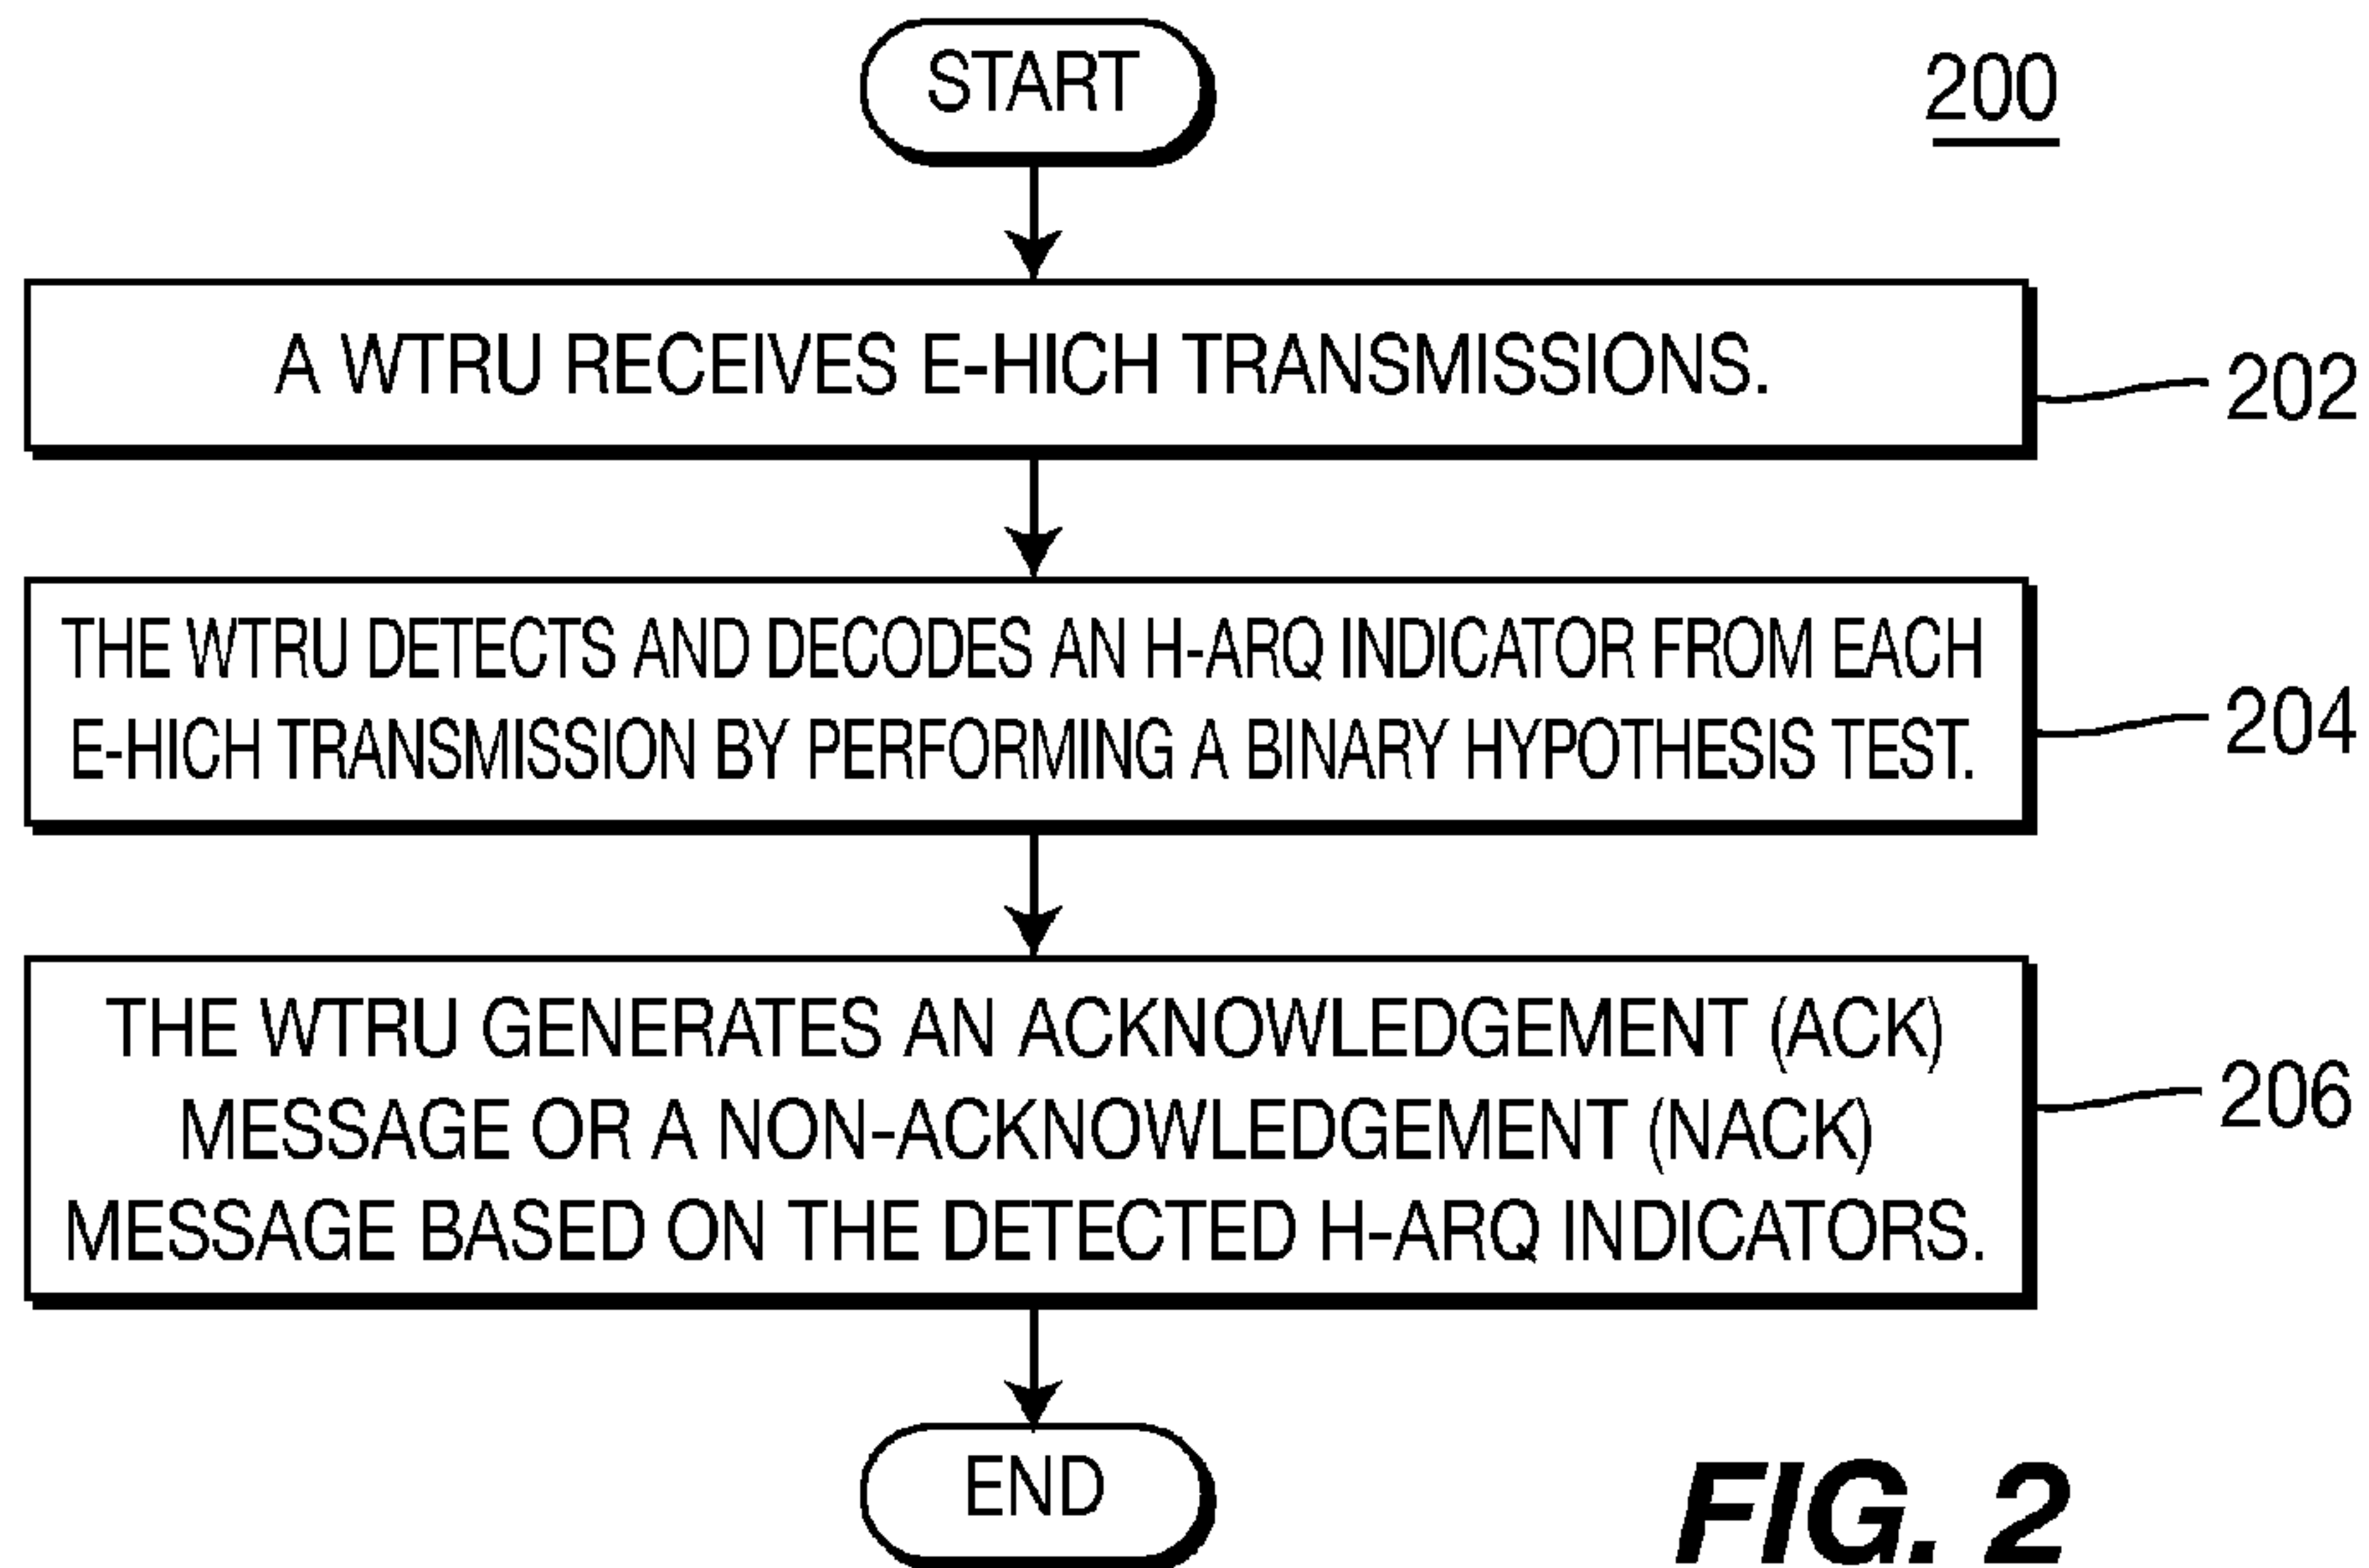 START
200
A WTRU RECEIVES E-HICH TRANSMISSIONS.
202
THE WTRU DETECTS AND DECODES AN H-ARQ INDICATOR FROM EACH
E-HICH TRANSMISSION BY PERFORMING A BINARY HYPOTHESIS TEST.
204
THE WTRU GENERATES AN ACKNOWLEDGEMENT (ACK)
MESSAGE OR A NON-ACKNOWLEDGEMENT (NACK)
MESSAGE BASED ON THE DETECTED H-ARQ INDICATORS.
206
END
FIG. 2